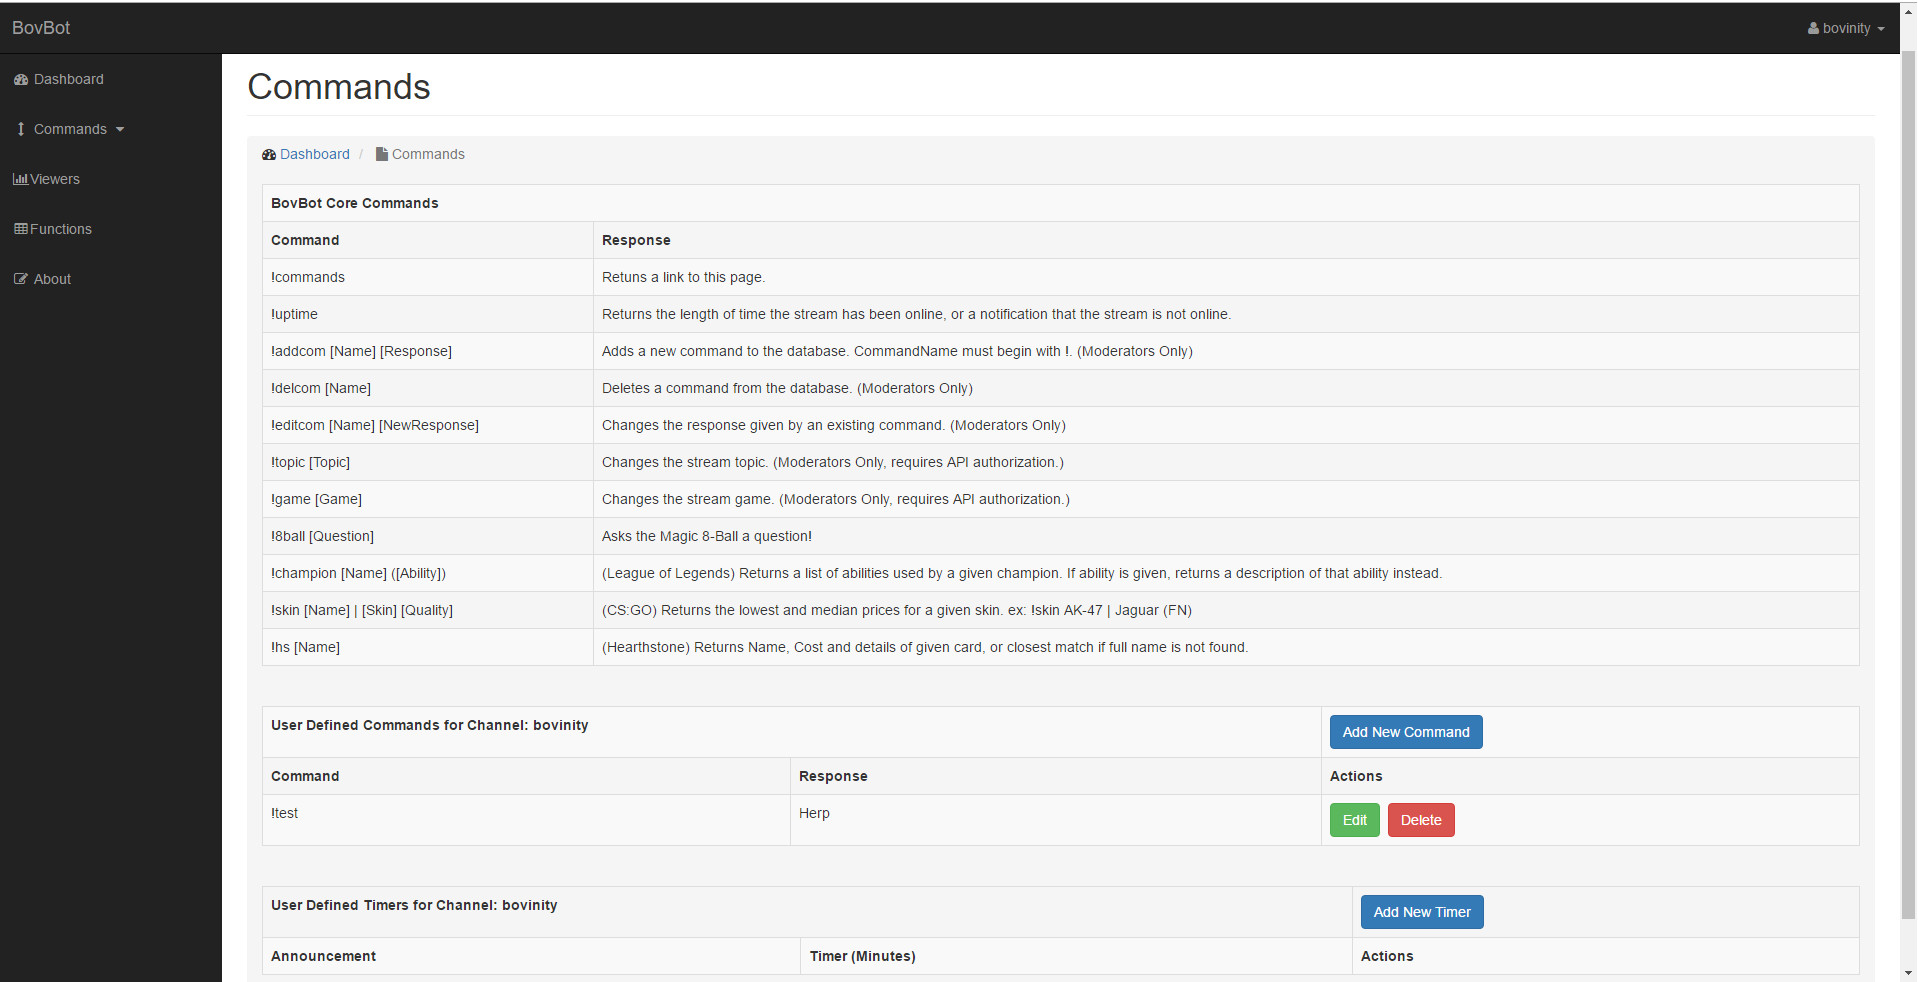 BovBot
bovinity
Dashboard
Commands
Viewers
Functions
About
Commands
Dashboard / Commands
BovBot Core Commands
Command Response
!commands Retuns a link to this page.
!uptime Returns the length of time the stream has been online, or a notification that the stream is not online.
!addcom [Name] [Response] Adds a new command to the database. CommandName must begin with !. (Moderators Only)
!delcom [Name] Deletes a command from the database. (Moderators Only)
!editcom [Name] [NewResponse] Changes the response given by an existing command. (Moderators Only)
!topic [Topic] Changes the stream topic. (Moderators Only, requires API authorization.)
!game [Game] Changes the stream game. (Moderators Only, requires API authorization.)
!8ball [Question] Asks the Magic 8-Ball a question!
!champion [Name] ([Ability]) (League of Legends) Returns a list of abilities used by a given champion. If ability is given, returns a description of that ability instead.
!skin [Name] | [Skin] [Quality] (CS:GO) Returns the lowest and median prices for a given skin. ex: !skin AK-47 | Jaguar (FN)
!hs [Name] (Hearthstone) Returns Name, Cost and details of given card, or closest match if full name is not found.
User Defined Commands for Channel: bovinity Add New Command
Command Response Actions
!test Herp Edit Delete
User Defined Timers for Channel: bovinity Add New Timer
Announcement Timer (Minutes) Actions